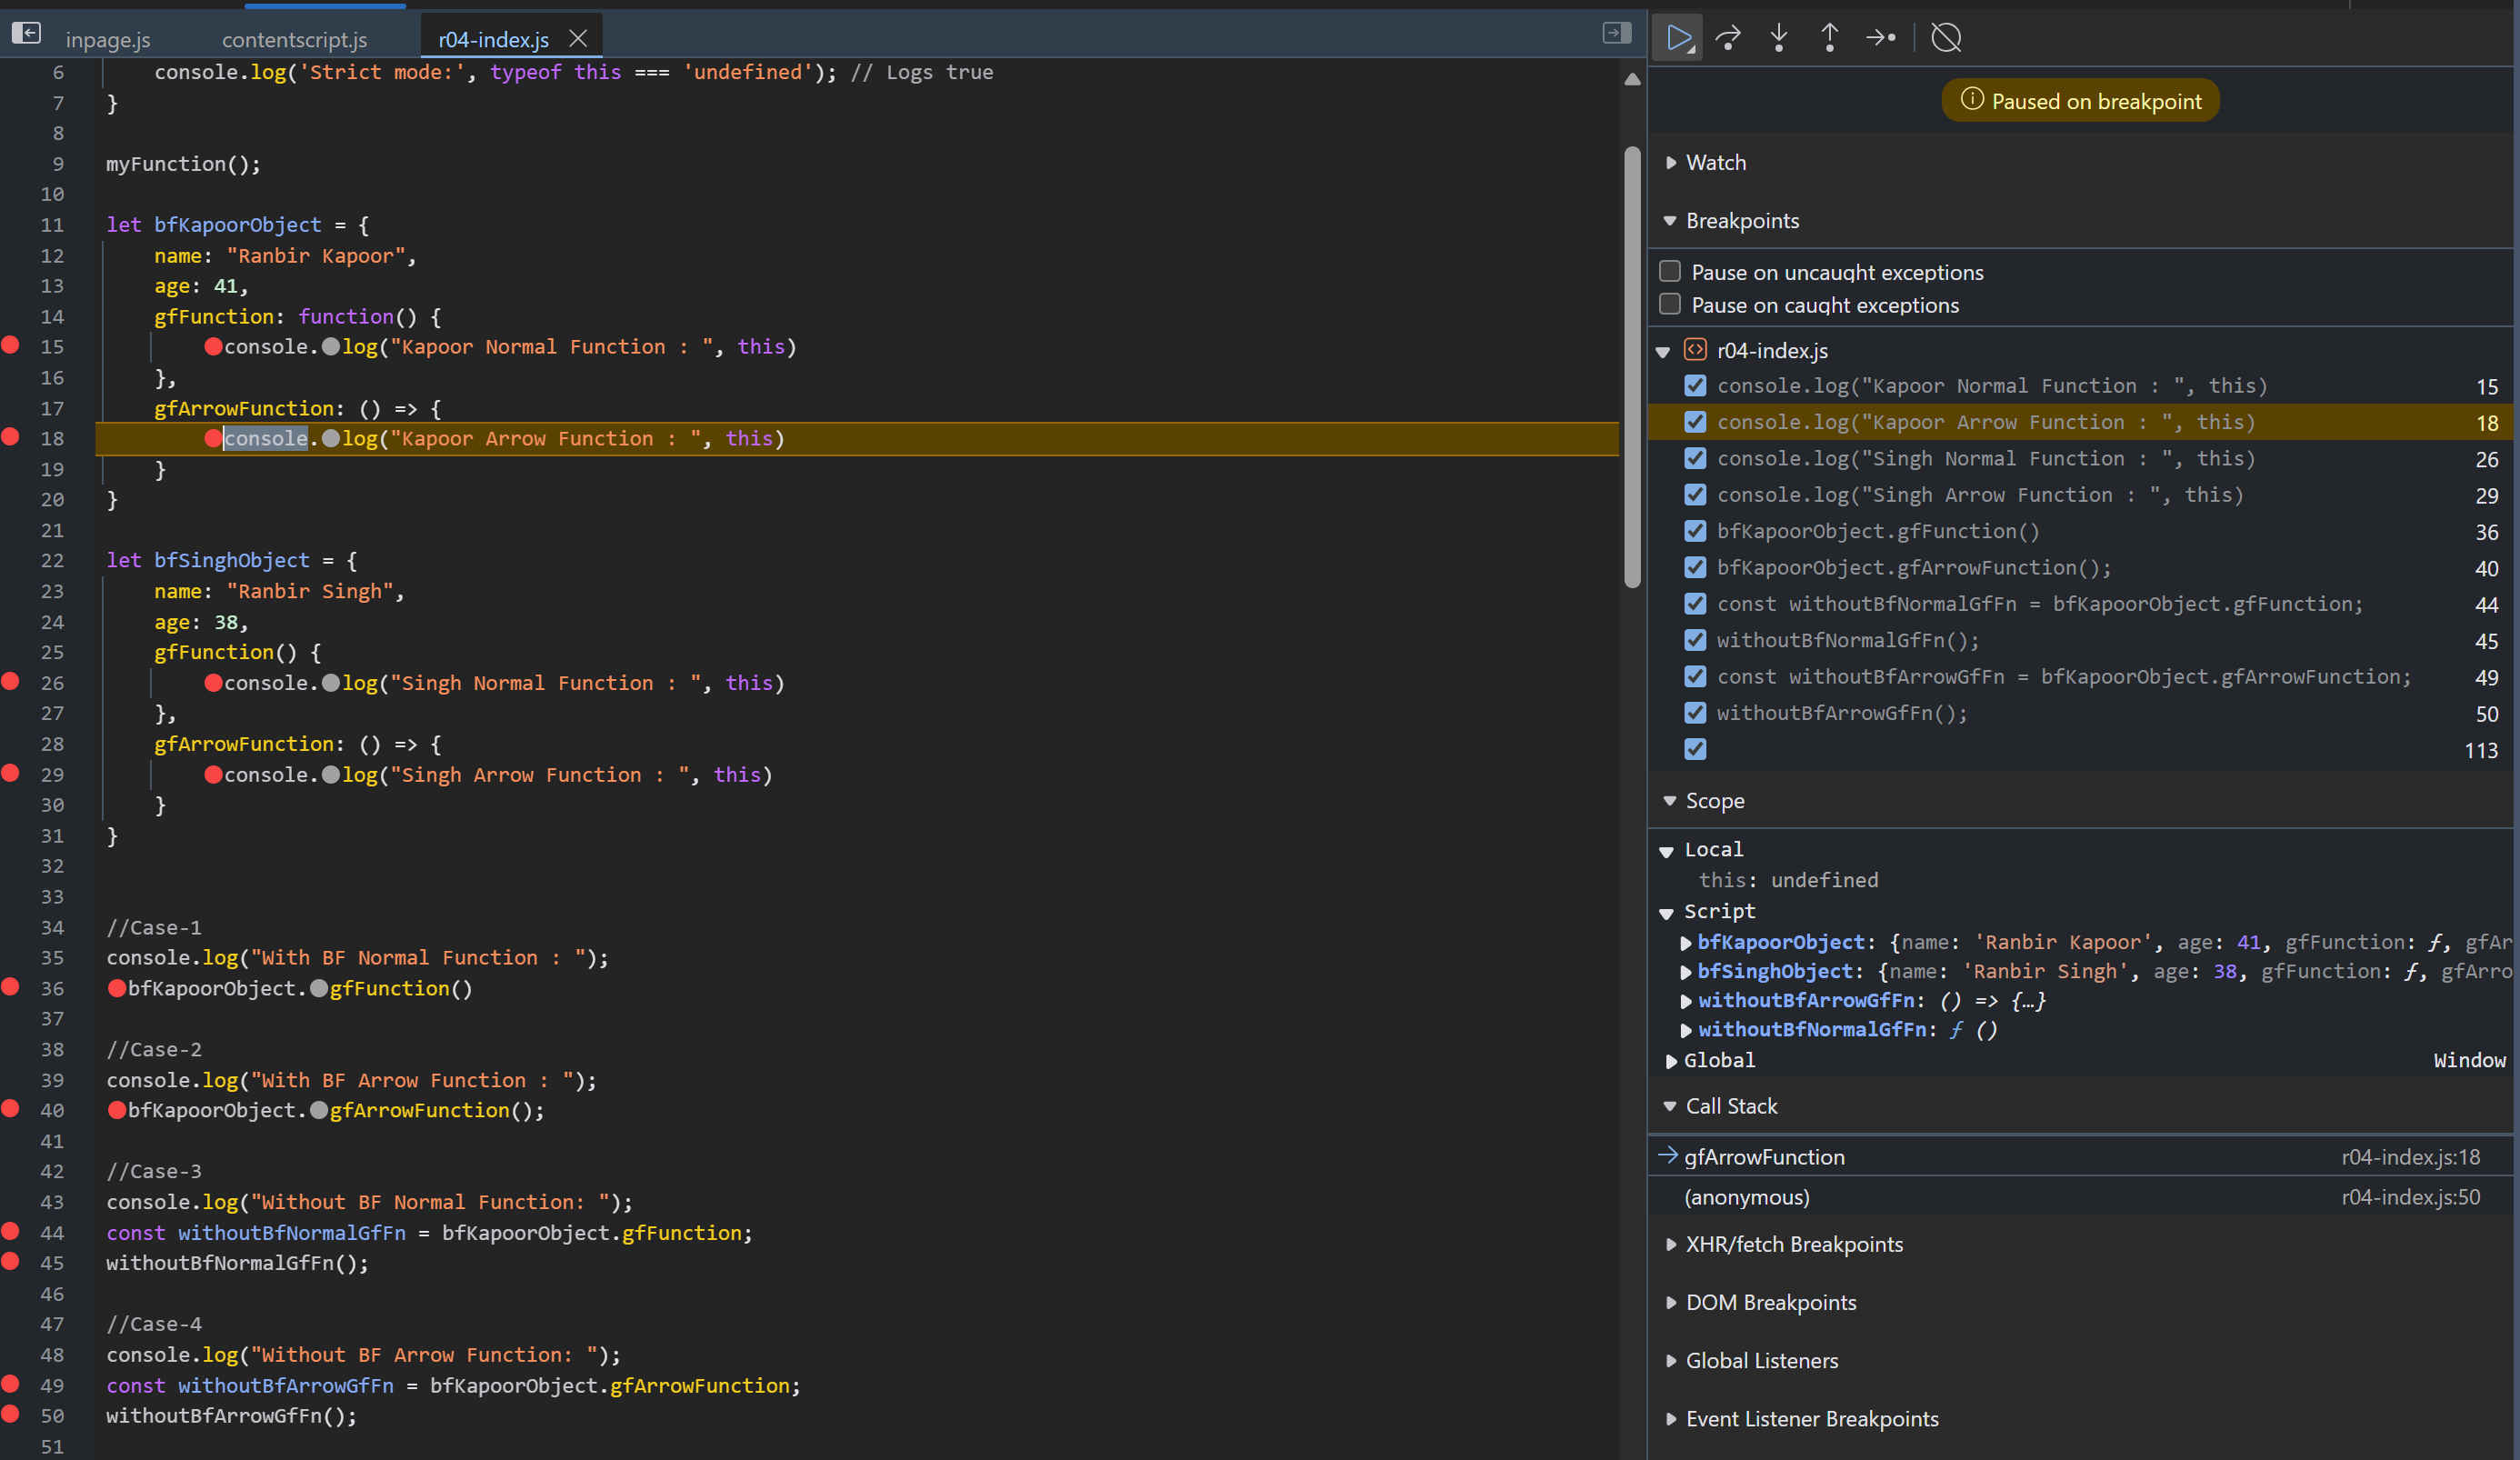 inpage.js
contentscript.js
r04-index.js
6 console.log('Strict mode:', typeof this === 'undefined'); // Logs true
7 }
8
9 myFunction();
10
11 let bfKapoorObject = {
12 name: "Ranbir Kapoor",
13 age: 41,
14 gfFunction: function() {
15 console.log("Kapoor Normal Function : ", this)
16 },
17 gfArrowFunction: () => {
18 console.log("Kapoor Arrow Function : ", this)
19 }
20 }
21
22 let bfSinghObject = {
23 name: "Ranbir Singh",
24 age: 38,
25 gfFunction() {
26 console.log("Singh Normal Function : ", this)
27 },
28 gfArrowFunction: () => {
29 console.log("Singh Arrow Function : ", this)
30 }
31 }
32
33
34 //Case-1
35 console.log("With BF Normal Function : ");
36 bfKapoorObject.gfFunction()
37
38 //Case-2
39 console.log("With BF Arrow Function : ");
40 bfKapoorObject.gfArrowFunction();
41
42 //Case-3
43 console.log("Without BF Normal Function: ");
44 const withoutBfNormalGfFn = bfKapoorObject.gfFunction;
45 withoutBfNormalGfFn();
46
47 //Case-4
48 console.log("Without BF Arrow Function: ");
49 const withoutBfArrowGfFn = bfKapoorObject.gfArrowFunction;
50 withoutBfArrowGfFn();
51
Paused on breakpoint
Watch
Breakpoints
Pause on uncaught exceptions
Pause on caught exceptions
r04-index.js
console.log("Kapoor Normal Function : ", this) 15
console.log("Kapoor Arrow Function : ", this) 18
console.log("Singh Normal Function : ", this) 26
console.log("Singh Arrow Function : ", this) 29
bfKapoorObject.gfFunction() 36
bfKapoorObject.gfArrowFunction(); 40
const withoutBfNormalGfFn = bfKapoorObject.gfFunction; 44
withoutBfNormalGfFn(); 45
const withoutBfArrowGfFn = bfKapoorObject.gfArrowFunction; 49
withoutBfArrowGfFn(); 50
113
Scope
Local
this: undefined
Script
bfKapoorObject: {name: 'Ranbir Kapoor', age: 41, gfFunction: ƒ, gfAr
bfSinghObject: {name: 'Ranbir Singh', age: 38, gfFunction: ƒ, gfArro
withoutBfArrowGfFn: () => {…}
withoutBfNormalGfFn: ƒ ()
Global Window
Call Stack
gfArrowFunction r04-index.js:18
(anonymous) r04-index.js:50
XHR/fetch Breakpoints
DOM Breakpoints
Global Listeners
Event Listener Breakpoints